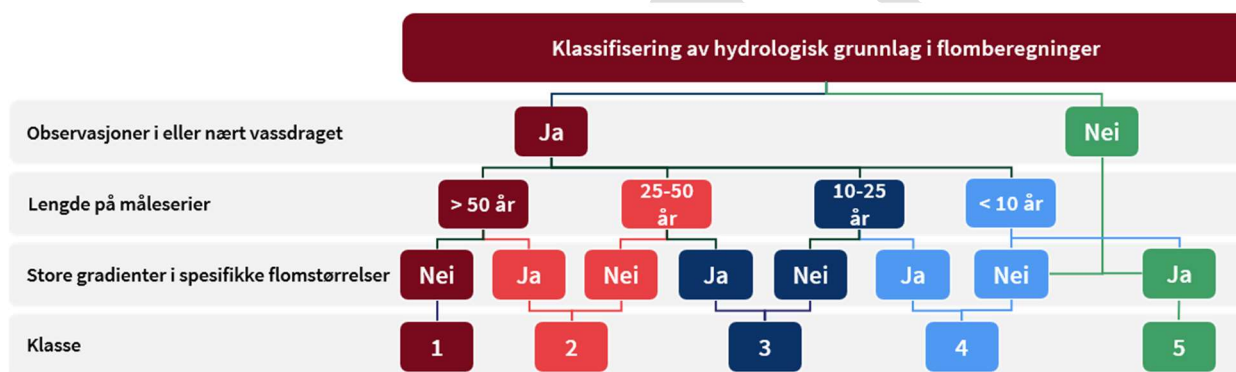 Klassifisering av hydrologisk grunnlag i flomberegninger
Observasjoner i eller nært vassdraget
Ja
Nei
Lengde på måleserier
> 50 år
25-50
år
10-25
år
< 10 år
Store gradienter i spesifikke flomstørrelser
Nei
Ja
Nei
Ja
Nei
Ja
Nei
Ja
Klasse
1
2
3
4
5